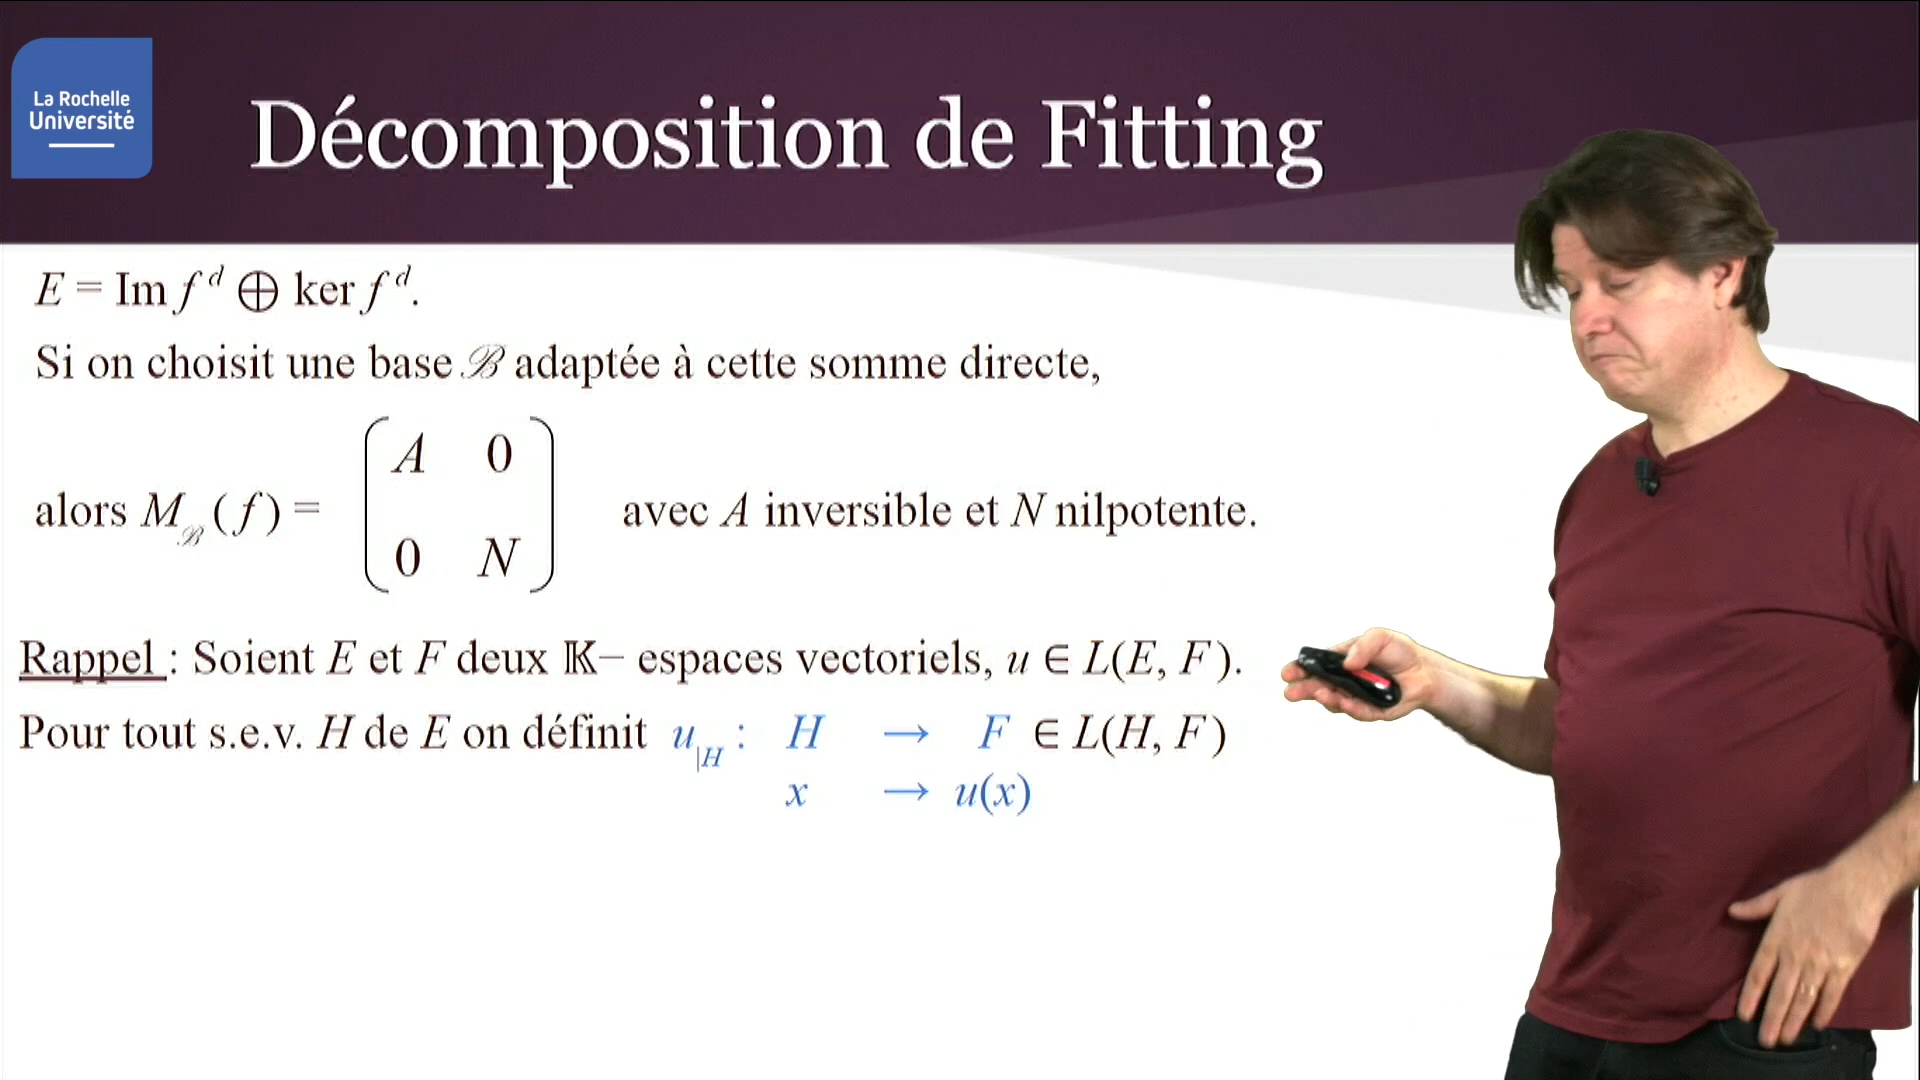 La Rochelle
Université
Décomposition de Fitting
E = Im f^d ⊕ ker f^d.
Si on choisit une base ℬ adaptée à cette somme directe,
A 0
alors M_ℬ(f) = avec A inversible et N nilpotente.
0 N
Rappel : Soient E et F deux 𝕂− espaces vectoriels, u ∈ L(E, F).
Pour tout s.e.v. H de E on définit u_|H : H → F ∈ L(H, F)
x → u(x)